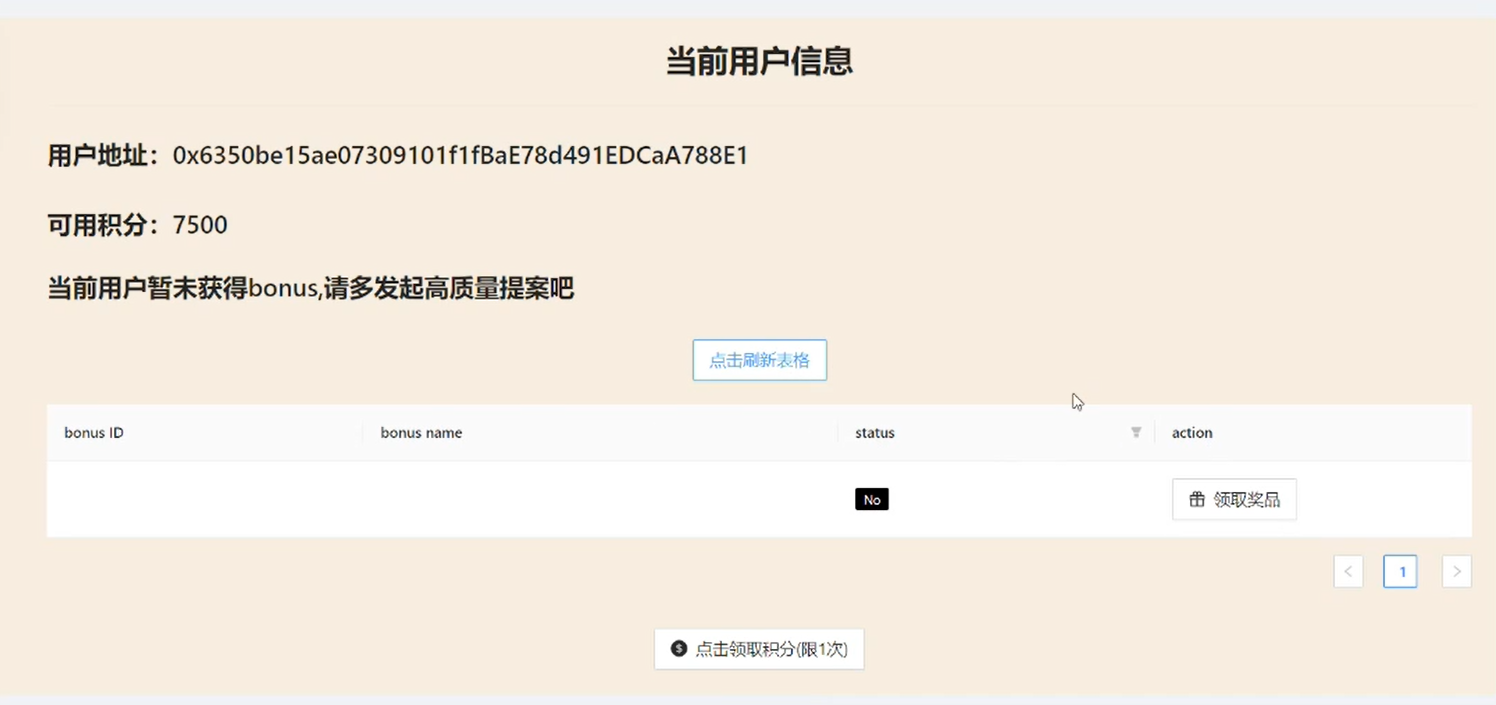 当前用户信息
用户地址：0x6350be15ae07309101f1fBaE78d491EDCaA788E1
可用积分：7500
当前用户暂未获得bonus,请多发起高质量提案吧
点击刷新表格
bonus ID bonus name status action
No 领取奖品
< 1 >
点击领取积分(限1次)